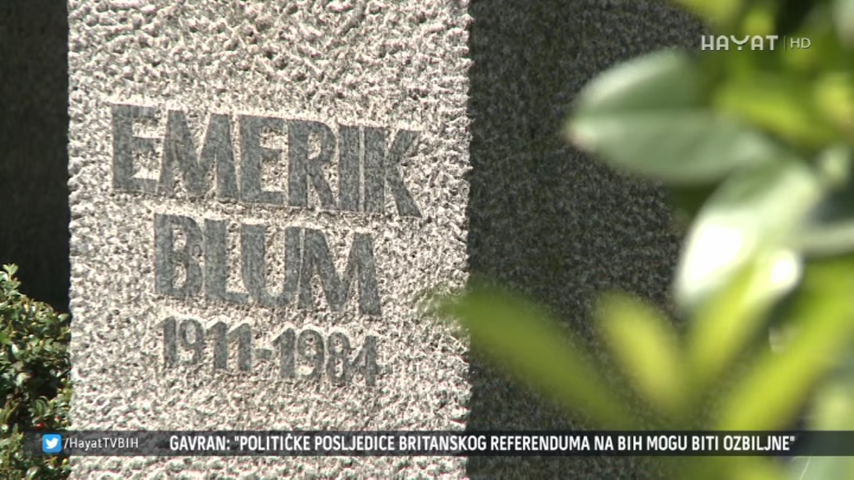 HAYAT HD
EMERIK
BLUM
1911-1984
/HayatTVBIH GAVRAN: "POLITIČKE POSLJEDICE BRITANSKOG REFERENDUMA NA BIH MOGU BITI OZBILJNE"